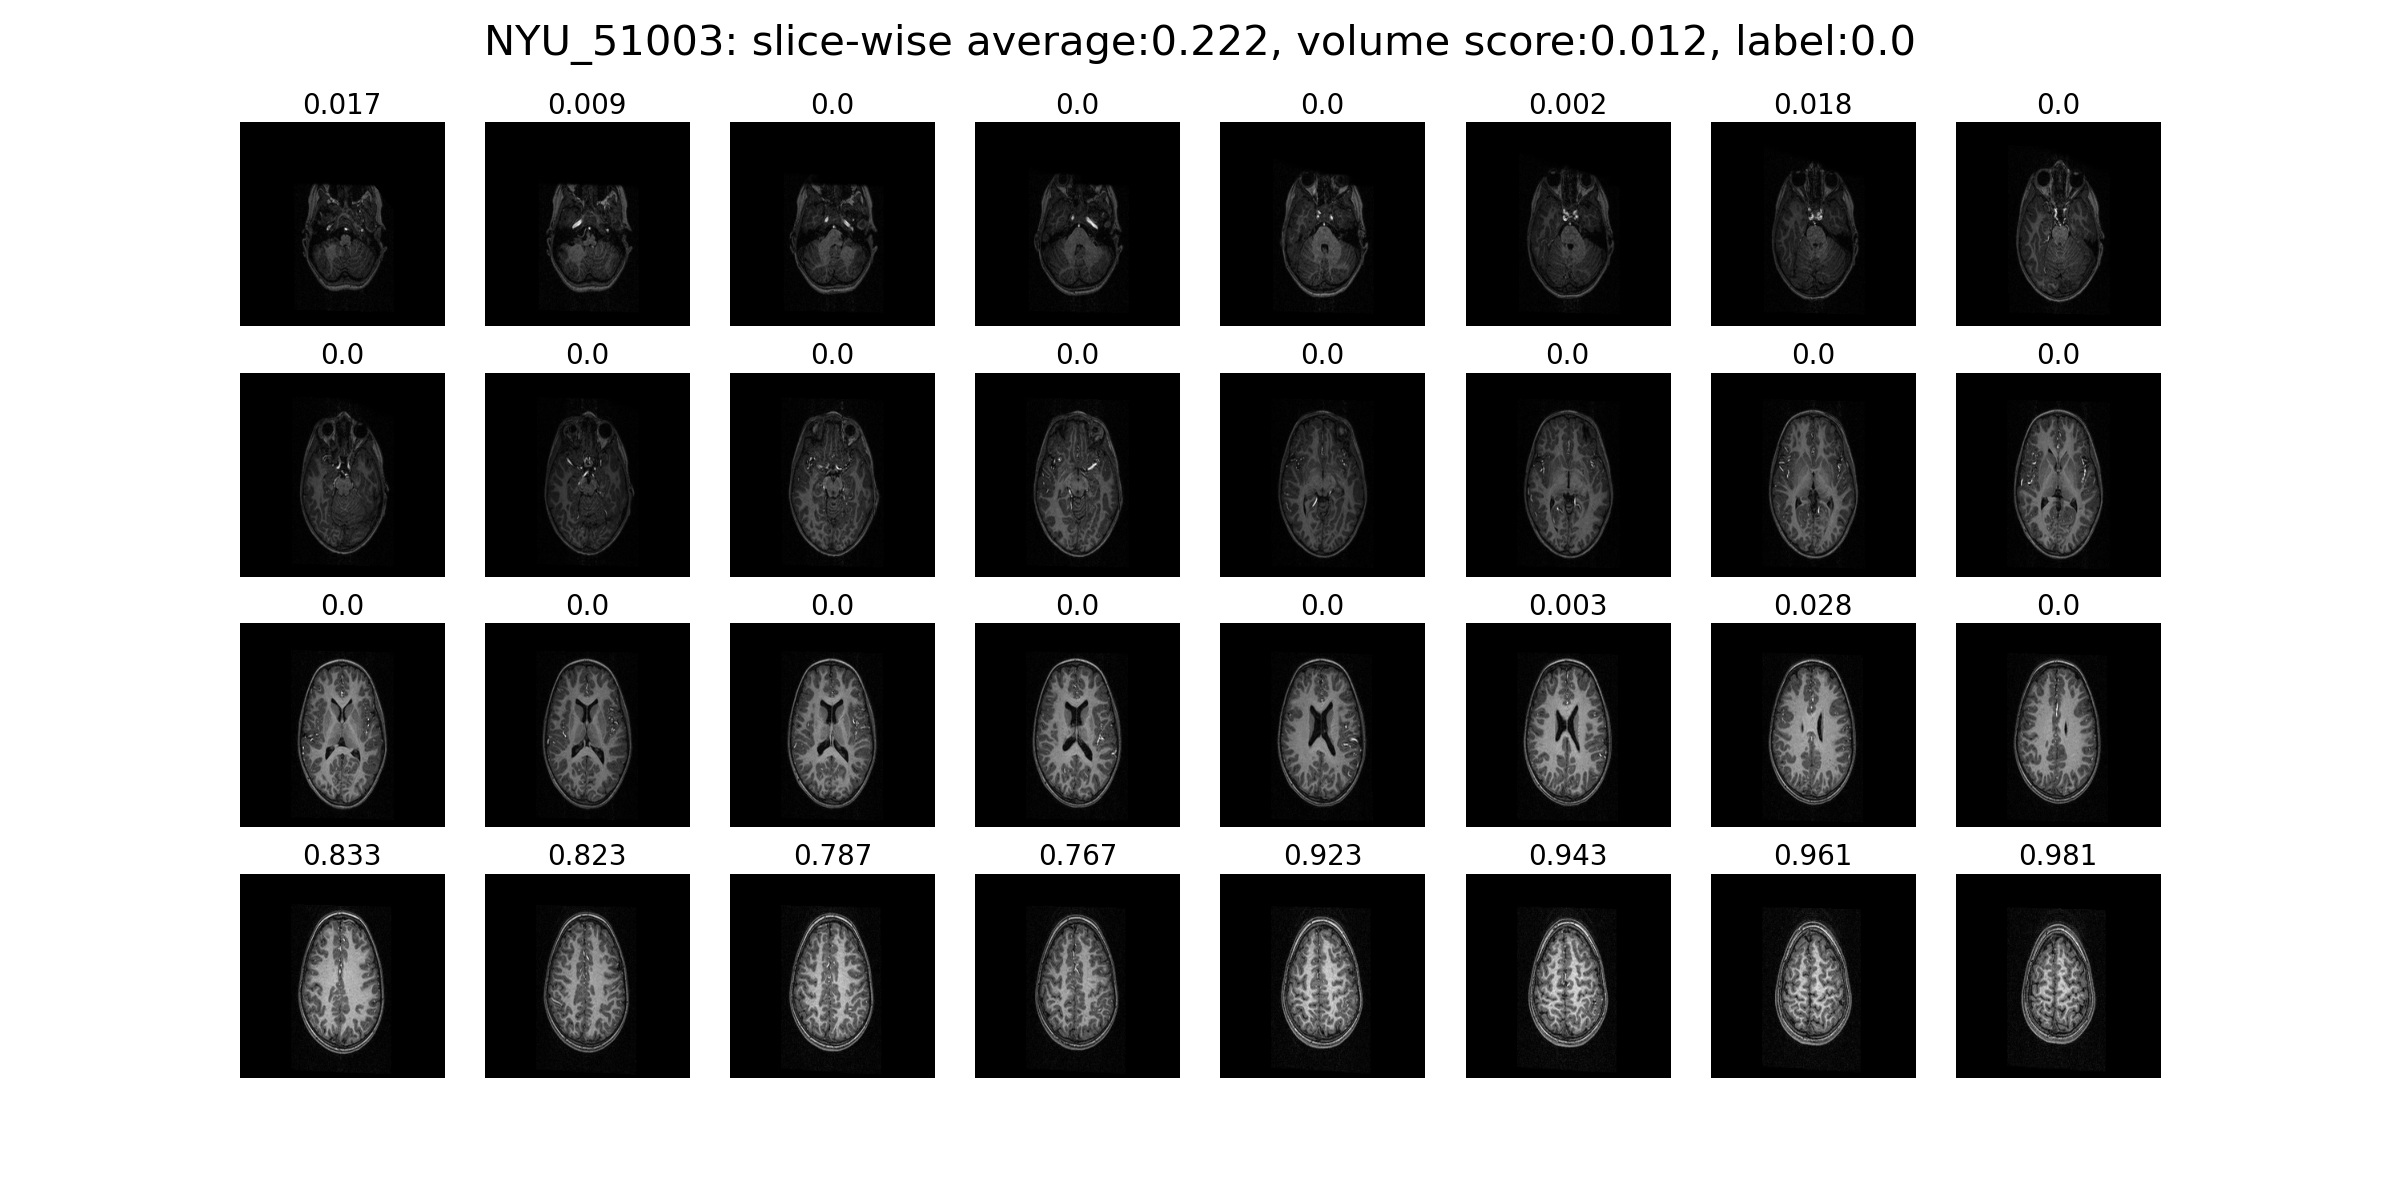 NYU_51003: slice-wise average:0.222, volume score:0.012, label:0.0
0.017 0.009 0.0 0.0 0.0 0.002 0.018 0.0
0.0 0.0 0.0 0.0 0.0 0.0 0.0 0.0
0.0 0.0 0.0 0.0 0.0 0.003 0.028 0.0
0.833 0.823 0.787 0.767 0.923 0.943 0.961 0.981